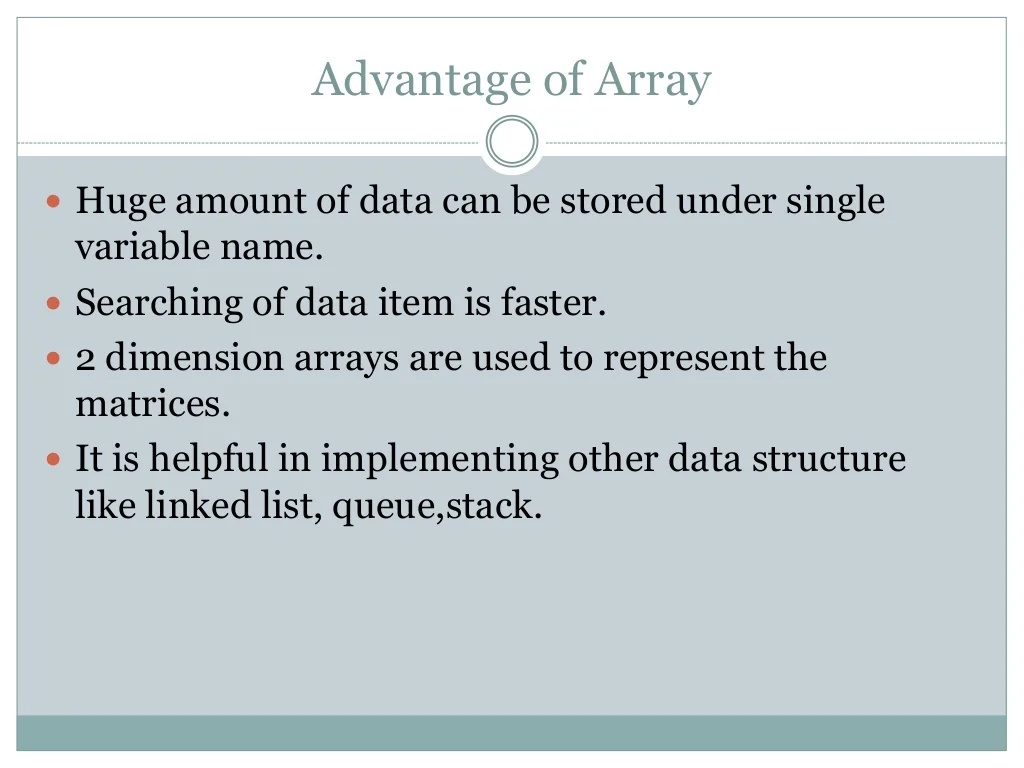 Advantage of Array
Huge amount of data can be stored under single
variable name.
Searching of data item is faster.
2 dimension arrays are used to represent the
matrices.
It is helpful in implementing other data structure
like linked list, queue,stack.